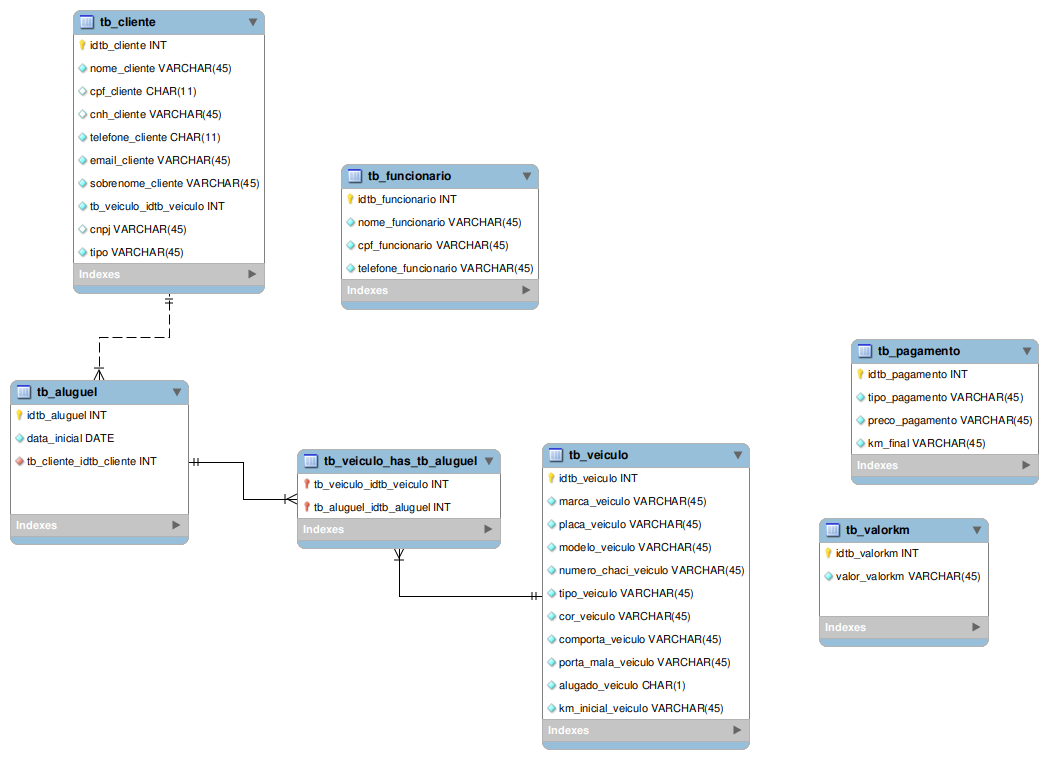 tb_cliente
idtb_cliente INT
nome_cliente VARCHAR(45)
cpf_cliente CHAR(11)
cnh_cliente VARCHAR(45)
telefone_cliente CHAR(11)
email_cliente VARCHAR(45)
sobrenome_cliente VARCHAR(45)
tb_veiculo_idtb_veiculo INT
cnpj VARCHAR(45)
tipo VARCHAR(45)
Indexes
tb_funcionario
idtb_funcionario INT
nome_funcionario VARCHAR(45)
cpf_funcionario VARCHAR(45)
telefone_funcionario VARCHAR(45)
Indexes
tb_pagamento
idtb_pagamento INT
tipo_pagamento VARCHAR(45)
preco_pagamento VARCHAR(45)
km_final VARCHAR(45)
Indexes
tb_aluguel
idtb_aluguel INT
data_inicial DATE
tb_cliente_idtb_cliente INT
Indexes
tb_veiculo_has_tb_aluguel
tb_veiculo_idtb_veiculo INT
tb_aluguel_idtb_aluguel INT
Indexes
tb_veiculo
idtb_veiculo INT
marca_veiculo VARCHAR(45)
placa_veiculo VARCHAR(45)
modelo_veiculo VARCHAR(45)
numero_chaci_veiculo VARCHAR(45)
tipo_veiculo VARCHAR(45)
cor_veiculo VARCHAR(45)
comporta_veiculo VARCHAR(45)
porta_mala_veiculo VARCHAR(45)
alugado_veiculo CHAR(1)
km_inicial_veiculo VARCHAR(45)
Indexes
tb_valorkm
idtb_valorkm INT
valor_valorkm VARCHAR(45)
Indexes